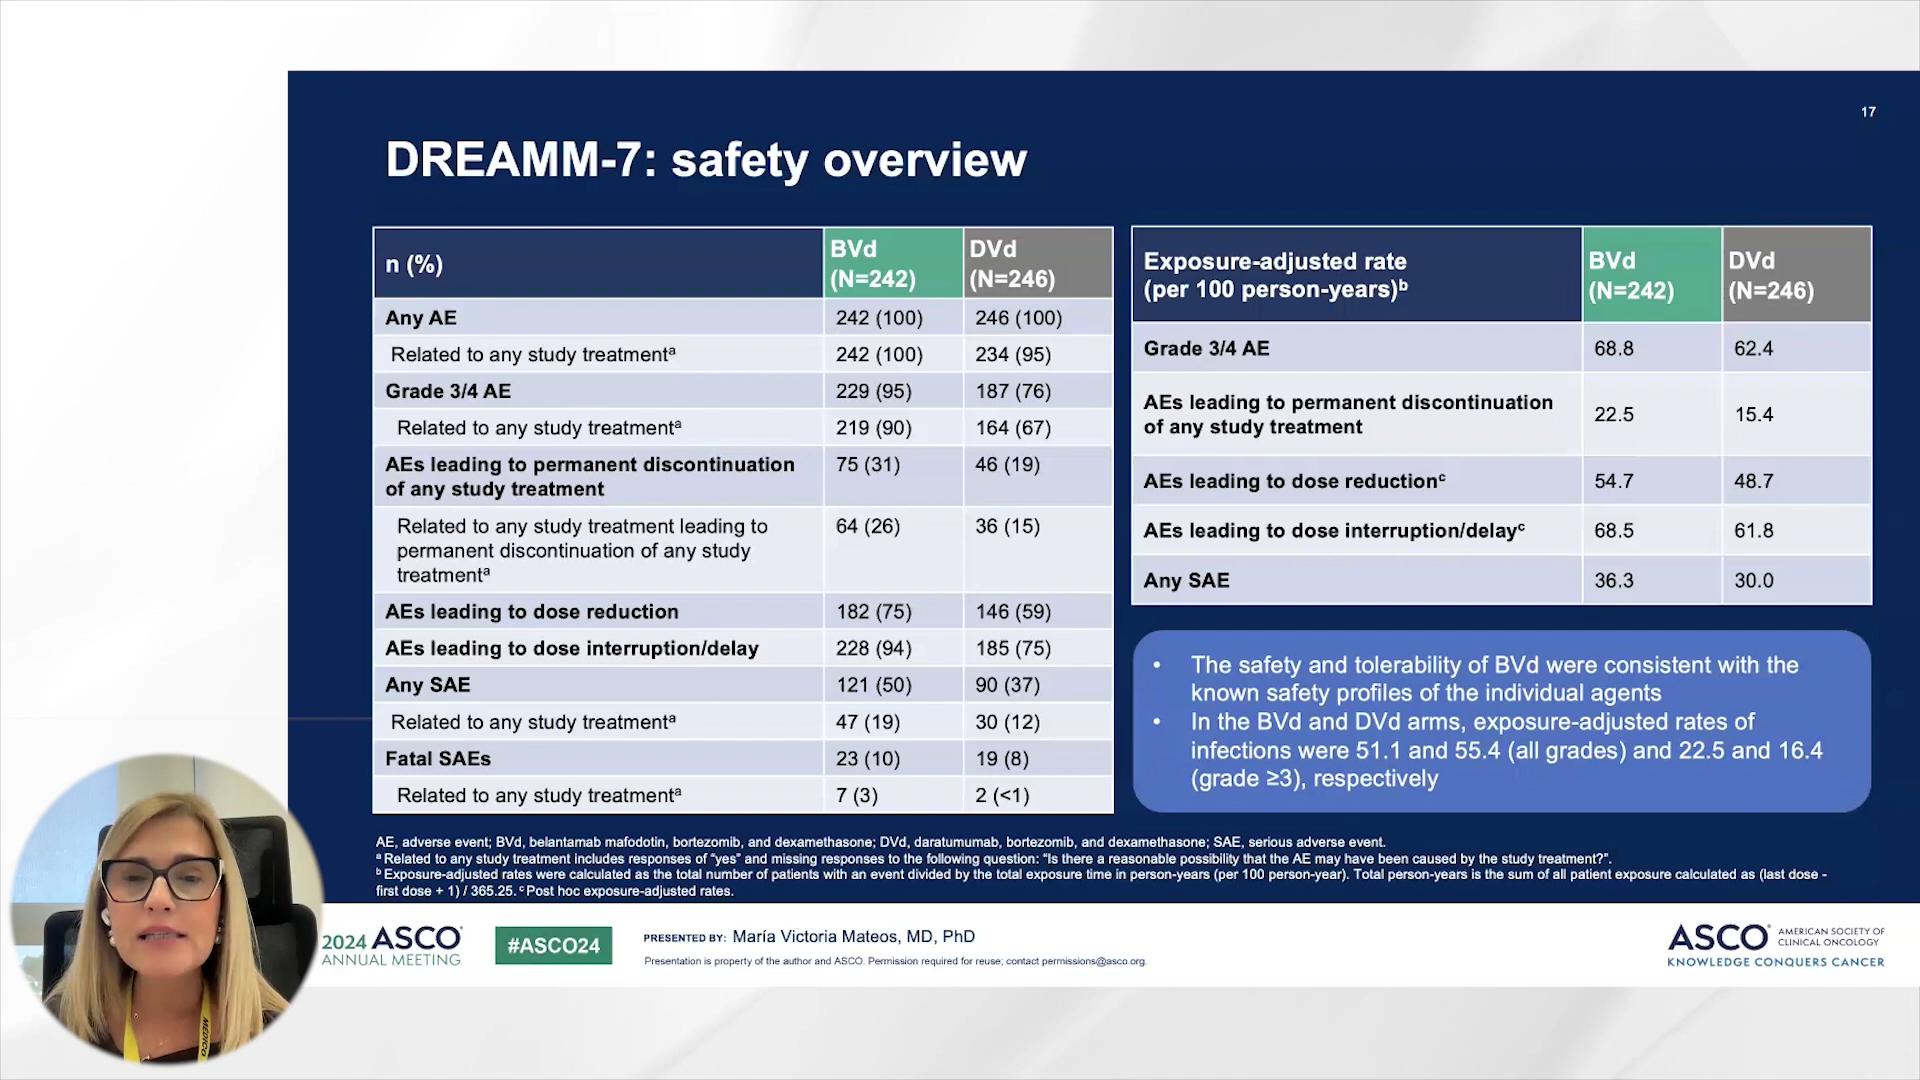 17
DREAMM-7: safety overview
n (%)
BVd
(N=242)
DVd
(N=246)
Any AE 242 (100) 246 (100)
Related to any study treatmentᵃ 242 (100) 234 (95)
Grade 3/4 AE 229 (95) 187 (76)
Related to any study treatmentᵃ 219 (90) 164 (67)
AEs leading to permanent discontinuation 75 (31) 46 (19)
of any study treatment
Related to any study treatment leading to 64 (26) 36 (15)
permanent discontinuation of any study
treatmentᵃ
AEs leading to dose reduction 182 (75) 146 (59)
AEs leading to dose interruption/delay 228 (94) 185 (75)
Any SAE 121 (50) 90 (37)
Related to any study treatmentᵃ 47 (19) 30 (12)
Fatal SAEs 23 (10) 19 (8)
Related to any study treatmentᵃ 7 (3) 2 (<1)
Exposure-adjusted rate
(per 100 person-years)ᵇ
BVd
(N=242)
DVd
(N=246)
Grade 3/4 AE 68.8 62.4
AEs leading to permanent discontinuation
of any study treatment 22.5 15.4
AEs leading to dose reductionᶜ 54.7 48.7
AEs leading to dose interruption/delayᶜ 68.5 61.8
Any SAE 36.3 30.0
• The safety and tolerability of BVd were consistent with the
known safety profiles of the individual agents
• In the BVd and DVd arms, exposure-adjusted rates of
infections were 51.1 and 55.4 (all grades) and 22.5 and 16.4
(grade ≥3), respectively
AE, adverse event; BVd, belantamab mafodotin, bortezomib, and dexamethasone; DVd, daratumumab, bortezomib, and dexamethasone; SAE, serious adverse event.
ᵃ Related to any study treatment includes responses of "yes" and missing responses to the following question: "Is there a reasonable possibility that the AE may have been caused by the study treatment?".
ᵇ Exposure-adjusted rates were calculated as the total number of patients with an event divided by the total exposure time in person-years (per 100 person-year). Total person-years is the sum of all patient exposure calculated as (last dose -
first dose + 1) / 365.25. ᶜ Post hoc exposure-adjusted rates.
2024 ASCO®
ANNUAL MEETING
#ASCO24
PRESENTED BY: María Victoria Mateos, MD, PhD
Presentation is property of the author and ASCO. Permission required for reuse; contact permissions@asco.org.
ASCO® AMERICAN SOCIETY OF
CLINICAL ONCOLOGY
KNOWLEDGE CONQUERS CANCER
MEDICO